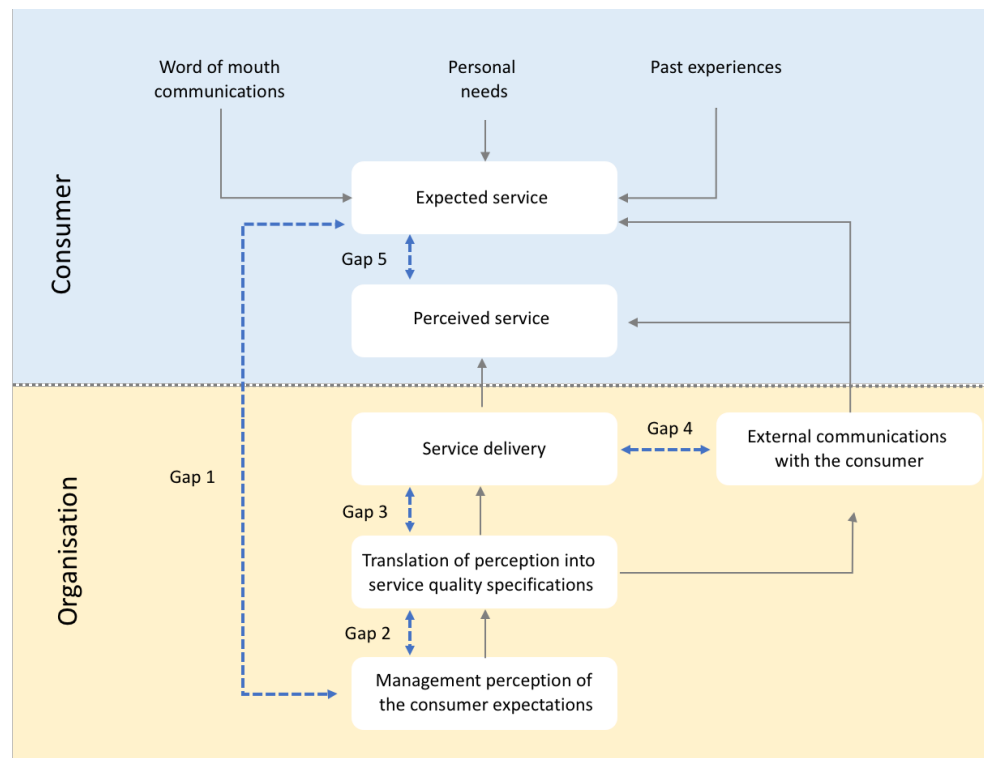 Word of mouth
communications
Personal
needs
Past experiences
Consumer
Expected service
Gap 5
Perceived service
Service delivery
Gap 4
External communications
with the consumer
Gap 1
Organisation
Gap 3
Translation of perception into
service quality specifications
Gap 2
Management perception of
the consumer expectations